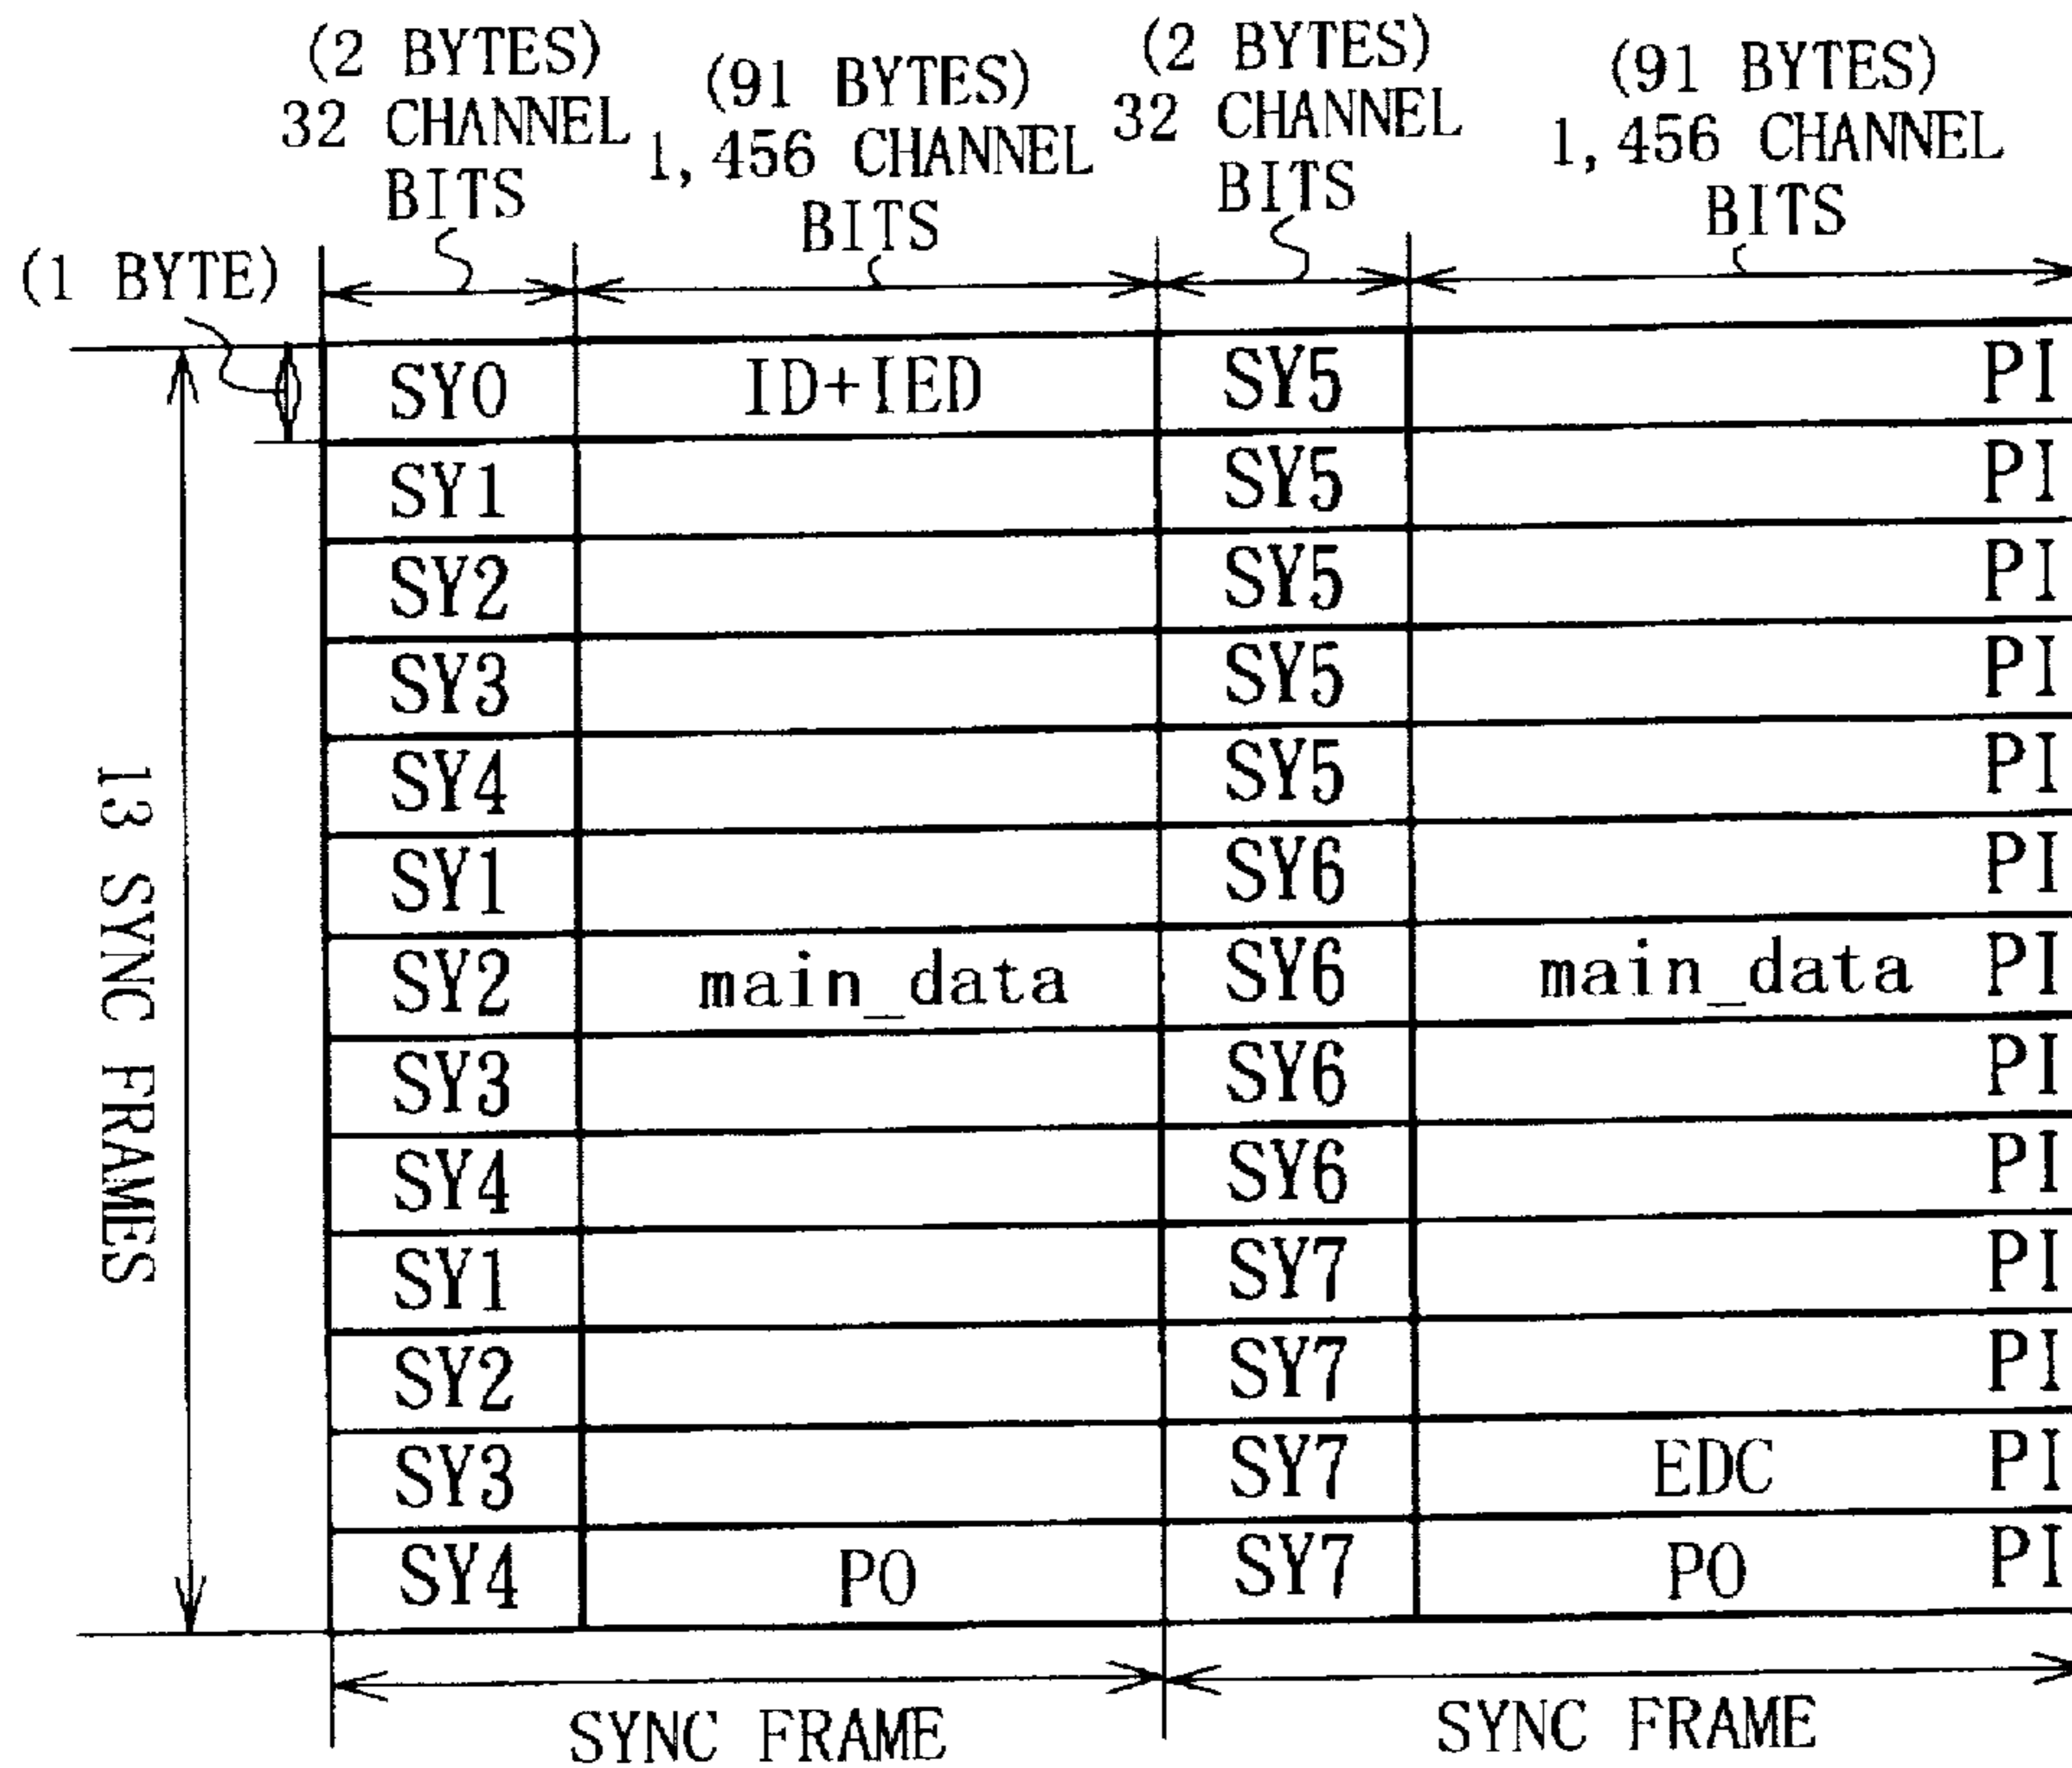 (2 BYTES)
32 CHANNEL
BITS
(91 BYTES)
1,456 CHANNEL
BITS
(2 BYTES)
32 CHANNEL
BITS
(91 BYTES)
1,456 CHANNEL
BITS
(1 BYTE)
13 SYNC FRAMES
SY0 ID+IED SY5 PI
SY1 SY5 PI
SY2 SY5 PI
SY3 SY5 PI
SY4 SY5 PI
SY1 SY6 PI
SY2 main_data SY6 main_data PI
SY3 SY6 PI
SY4 SY6 PI
SY1 SY7 PI
SY2 SY7 PI
SY3 SY7 EDC PI
SY4 PO SY7 PO PI
SYNC FRAME SYNC FRAME